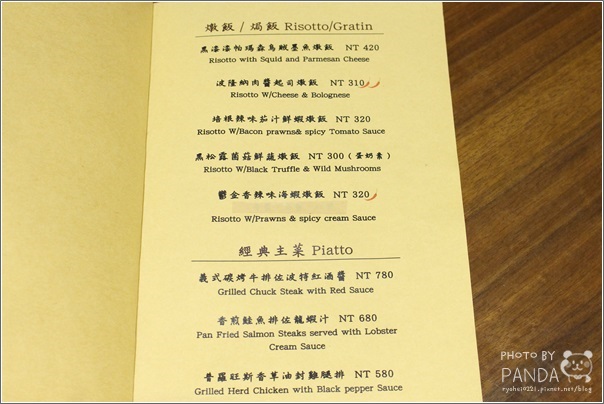 燉飯 / 焗飯 Risotto/Gratin
黑漆漆帕瑪森烏賊墨魚燉飯 NT 420
Risotto with Squid and Parmesan Cheese
波隆納肉醬起司燉飯 NT 310
Risotto W/Cheese & Bolognese
培根辣味茄汁鮮蝦燉飯 NT 320
Risotto W/Bacon prawns& spicy Tomato Sauce
黑松露菌菇鮮蔬燉飯 NT 300 (蛋奶素)
Risotto W/Black Truffle & Wild Mushrooms
鬱金香辣味海蝦燉飯 NT 320
Risotto W/Prawns & spicy cream Sauce
經典主菜 Piatto
義式碳烤牛排佐波特紅酒醬 NT 780
Grilled Chuck Steak with Red Sauce
香煎鮭魚排佐龍蝦汁 NT 680
Pan Fried Salmon Steaks served with Lobster
Cream Sauce
普羅旺斯香草油封雞腿排 NT 580
Grilled Herd Chicken with Black pepper Sauce
PHOTO BY
PANDA
ryohei0221.pixnet.net/blog